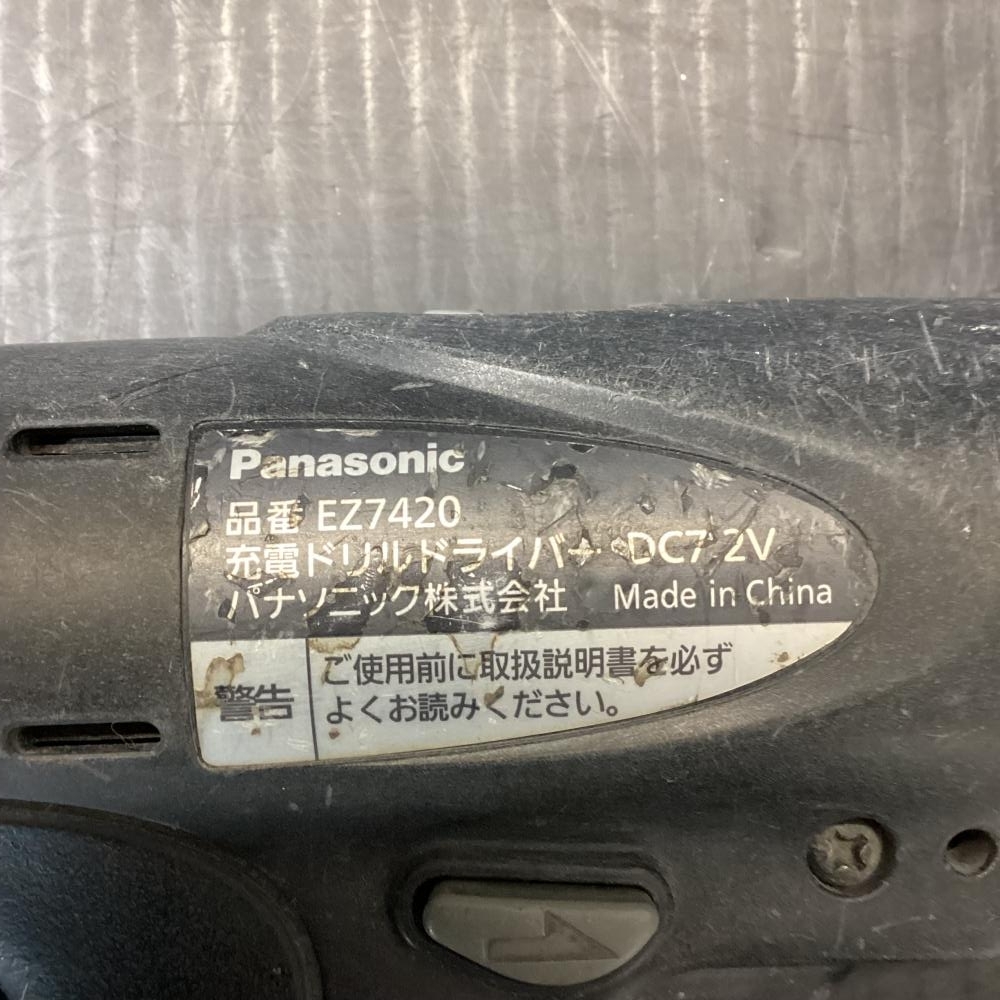 Panasonic
品番 EZ7420
充電ドリルドライバー DC7.2V
パナソニック株式会社 Made in China
警告
ご使用前に取扱説明書を必ず
よくお読みください。